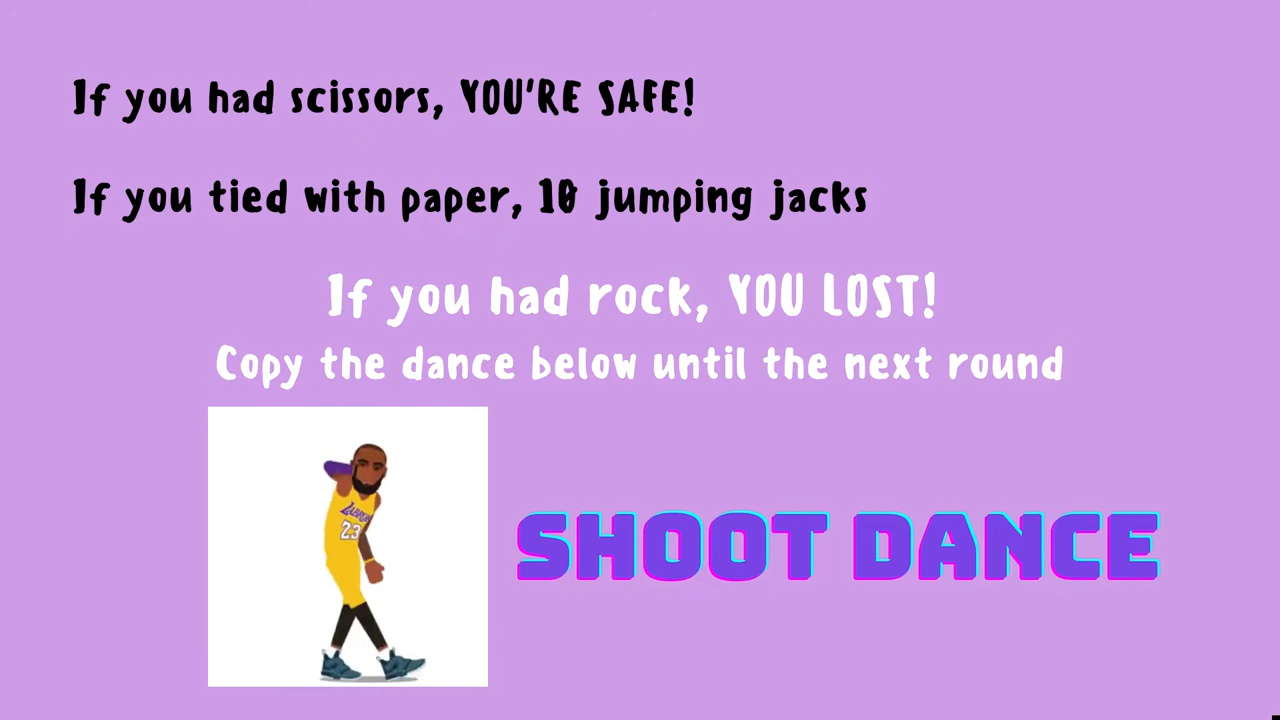 If you had scissors, YOU'RE SAFE!
If you tied with paper, 10 jumping jacks
If you had rock, YOU LOST!
Copy the dance below until the next round
23
SHOOT DANCE